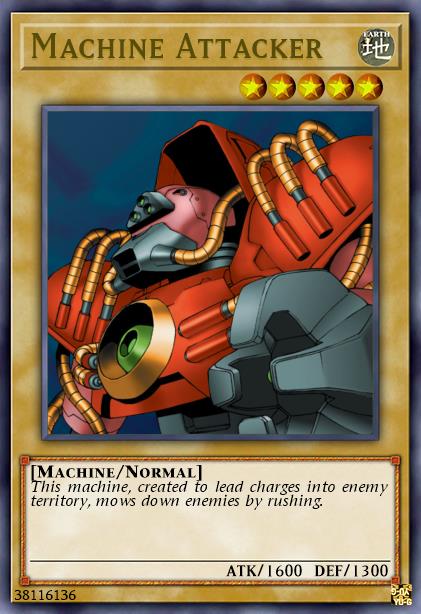 MACHINE ATTACKER
EARTH
地
[MACHINE/NORMAL]
This machine, created to lead charges into enemy
territory, mows down enemies by rushing.
ATK/1600 DEF/1300
38116136